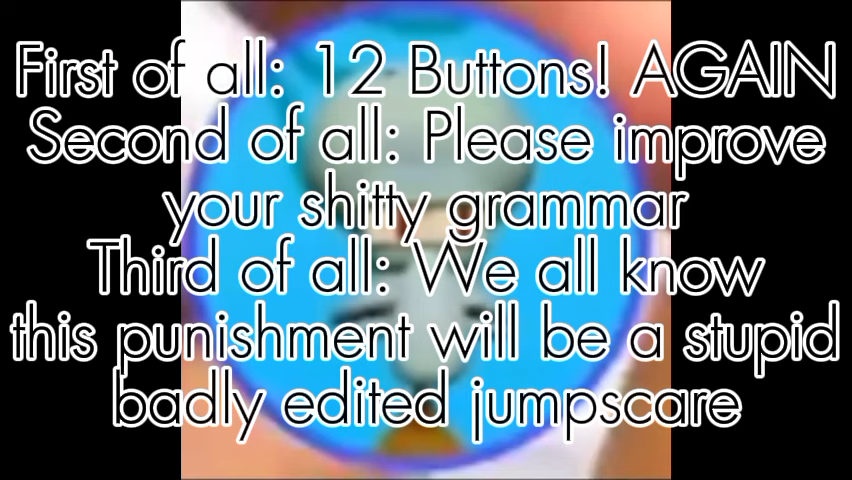 First of all: 12 Buttons! AGAIN
Second of all: Please improve
your shitty grammar
Third of all: We all know
this punishment will be a stupid
badly edited jumpscare